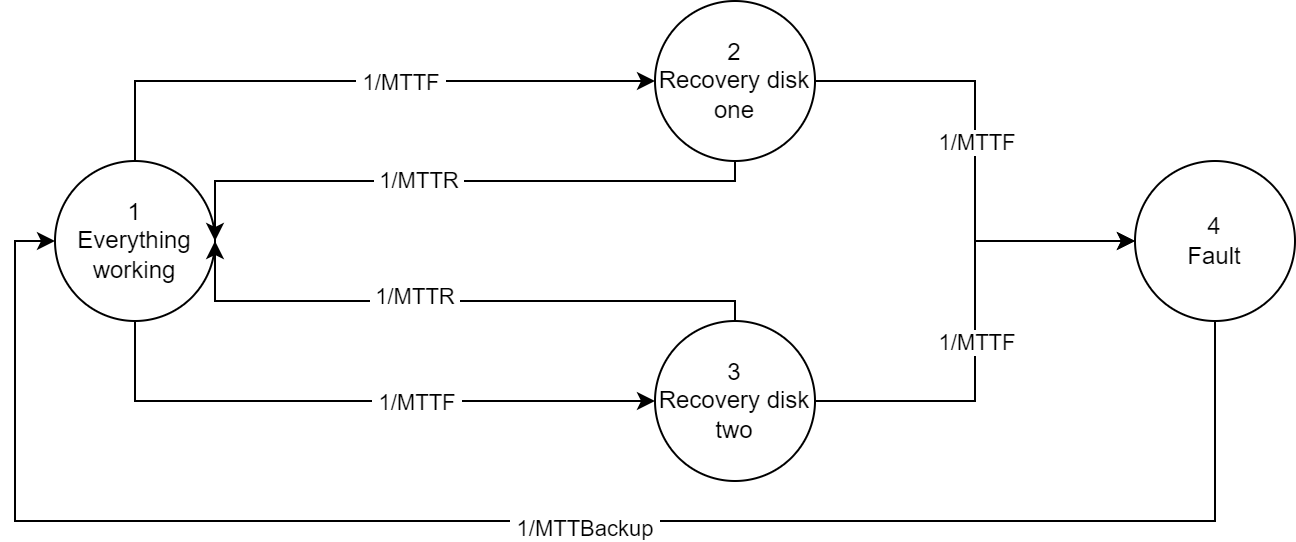 2
Recovery disk
one
1/MTTF
1/MTTF
1/MTTR
1
Everything
working
4
Fault
1/MTTR
1/MTTF
3
Recovery disk
two
1/MTTF
1/MTTBackup